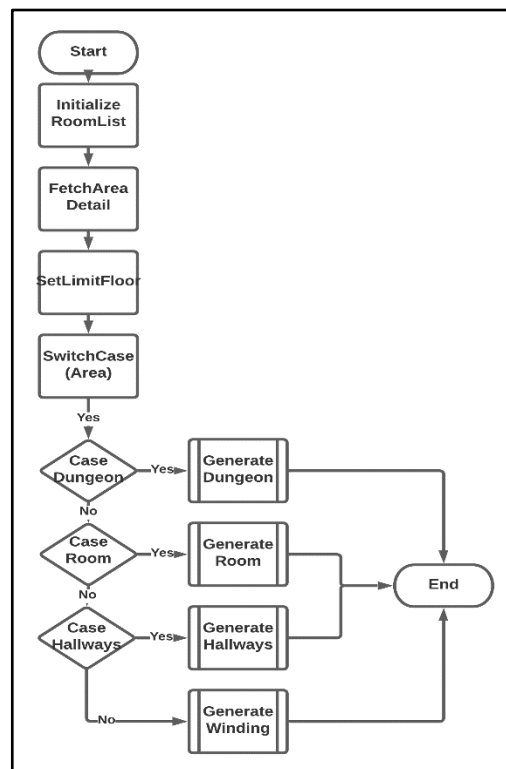 Start
Initialize
RoomList
FetchArea
Detail
SetLimitFloor
SwitchCase
(Area)
Yes
Case
Dungeon
Yes
Generate
Dungeon
No
Case
Room
Yes
Generate
Room
End
No
Case
Hallways
Yes
Generate
Hallways
No
Generate
Winding